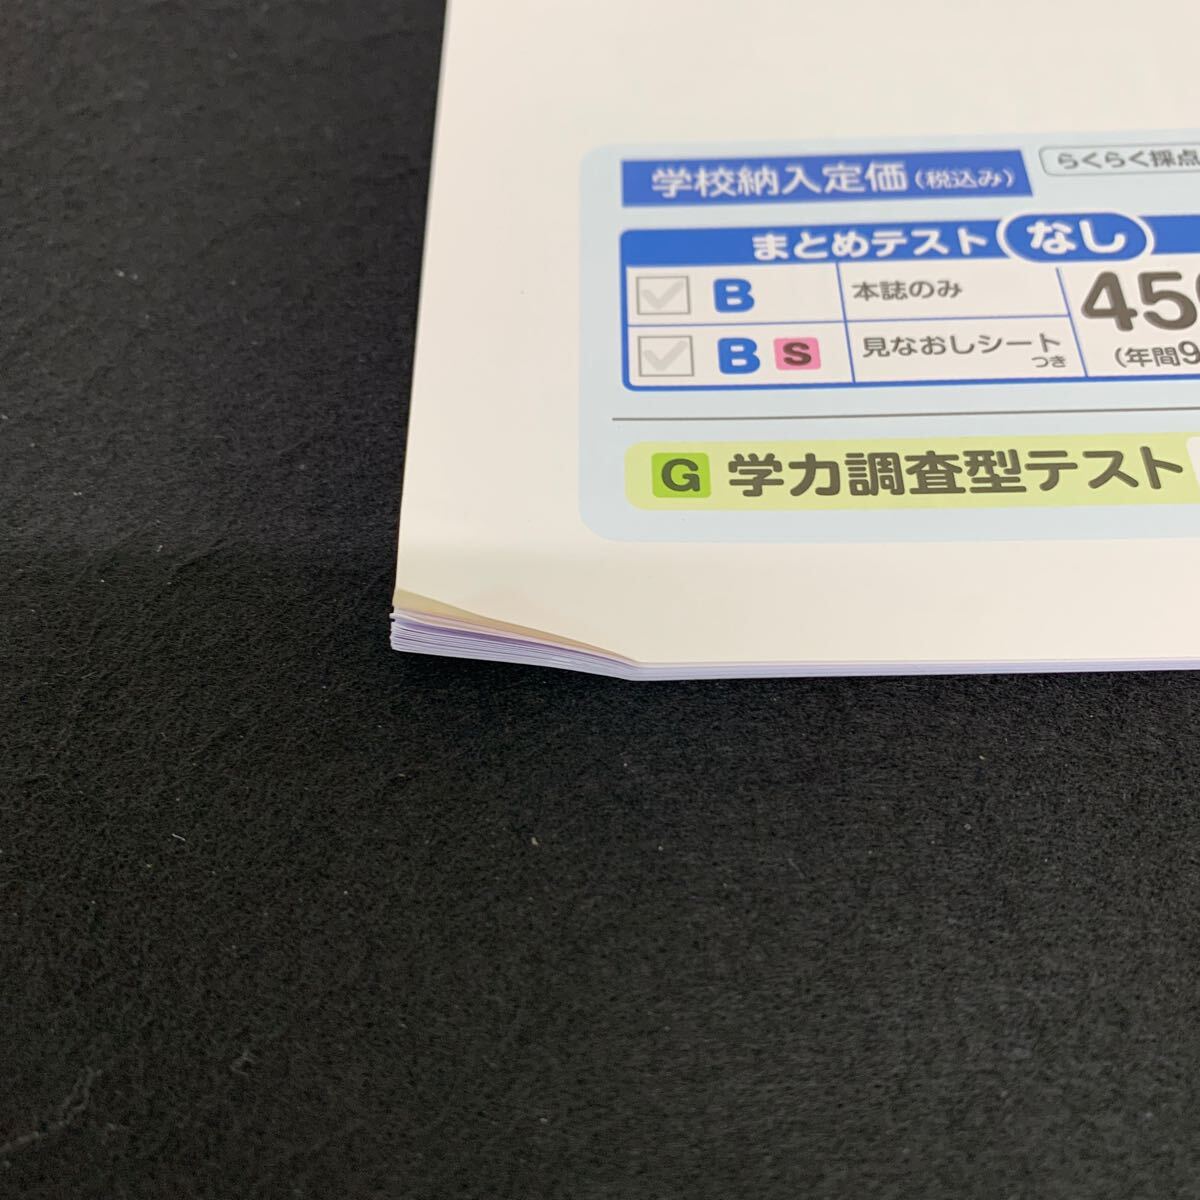 学校納入定価(税込み)
らくらく採点
まとめテスト なし
B 本誌のみ
45
B S 見なおしシート
つき
(年間9
G 学力調査型テスト